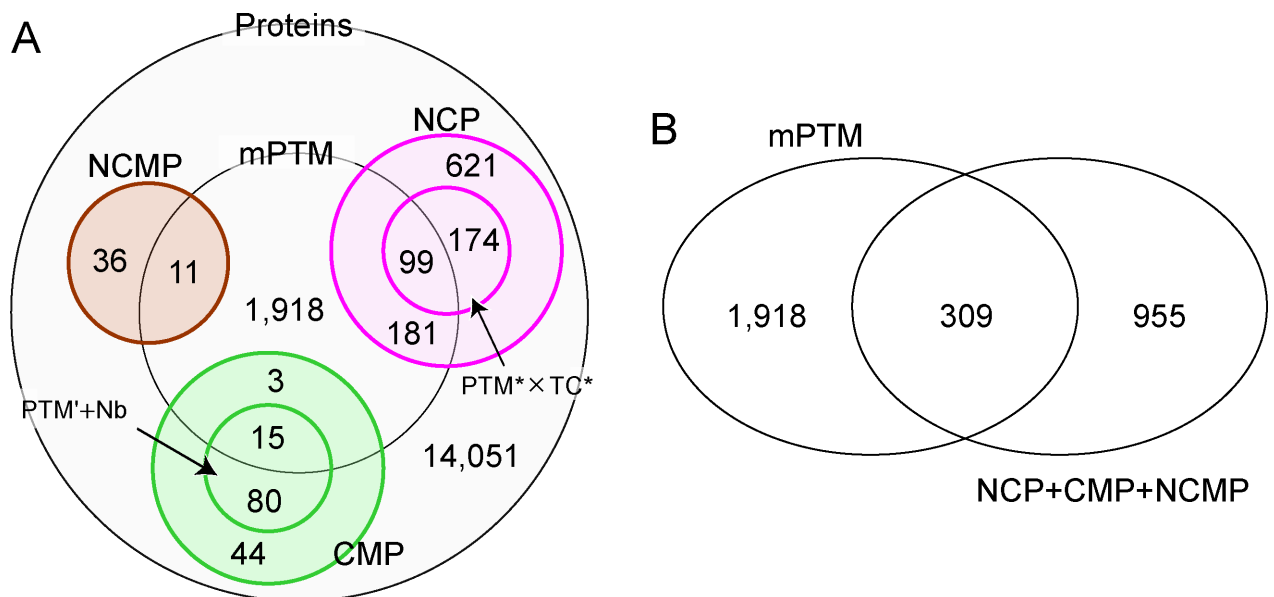 A
Proteins
NCP
mPTM
NCMP
621
174
99
36
11
1,918
181
PTM*×TC*
3
PTM'+Nb
15
14,051
80
44
CMP
B
mPTM
1,918
309
955
NCP+CMP+NCMP